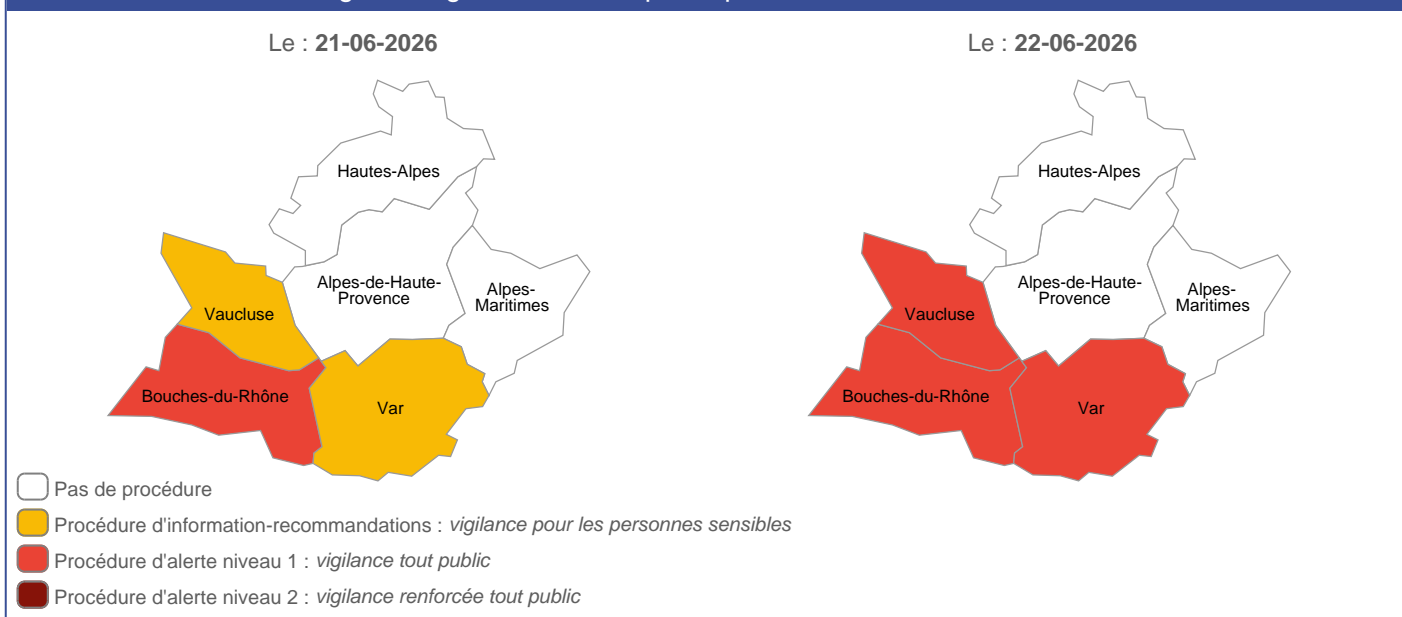 Le : 21-06-2026
Hautes-Alpes
Alpes-de-Haute-
Provence
Alpes-
Maritimes
Vaucluse
Bouches-du-Rhône
Var
Le : 22-06-2026
Hautes-Alpes
Alpes-de-Haute-
Provence
Alpes-
Maritimes
Vaucluse
Bouches-du-Rhône
Var
Pas de procédure
Procédure d'information-recommandations : vigilance pour les personnes sensibles
Procédure d'alerte niveau 1 : vigilance tout public
Procédure d'alerte niveau 2 : vigilance renforcée tout public